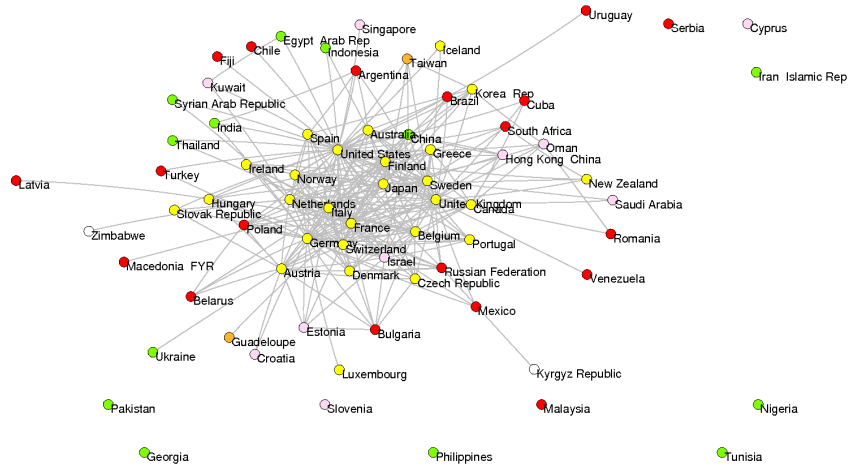 Uruguay
Serbia
Cyprus
Singapore
Egypt  Arab Rep
Indonesia
Chile
Iceland
Fiji
Taiwan
Argentina
Iran  Islamic Rep
Kuwait
Korea  Rep
Brazil
Syrian Arab Republic
Cuba
India
South Africa
Spain
Australia
China
Thailand
Oman
United States
Greece
Hong Kong  China
Finland
Ireland
Turkey
Norway
Latvia
Japan
Sweden
New Zealand
Hungary
Netherlands
United Kingdom
Saudi Arabia
Slovak Republic
Italy
Canada
Poland
France
Zimbabwe
Belgium
Romania
Germany
Switzerland
Portugal
Macedonia  FYR
Israel
Austria
Denmark
Russian Federation
Czech Republic
Venezuela
Belarus
Mexico
Estonia
Bulgaria
Guadeloupe
Ukraine
Croatia
Luxembourg
Kyrgyz Republic
Pakistan
Slovenia
Malaysia
Nigeria
Georgia
Philippines
Tunisia